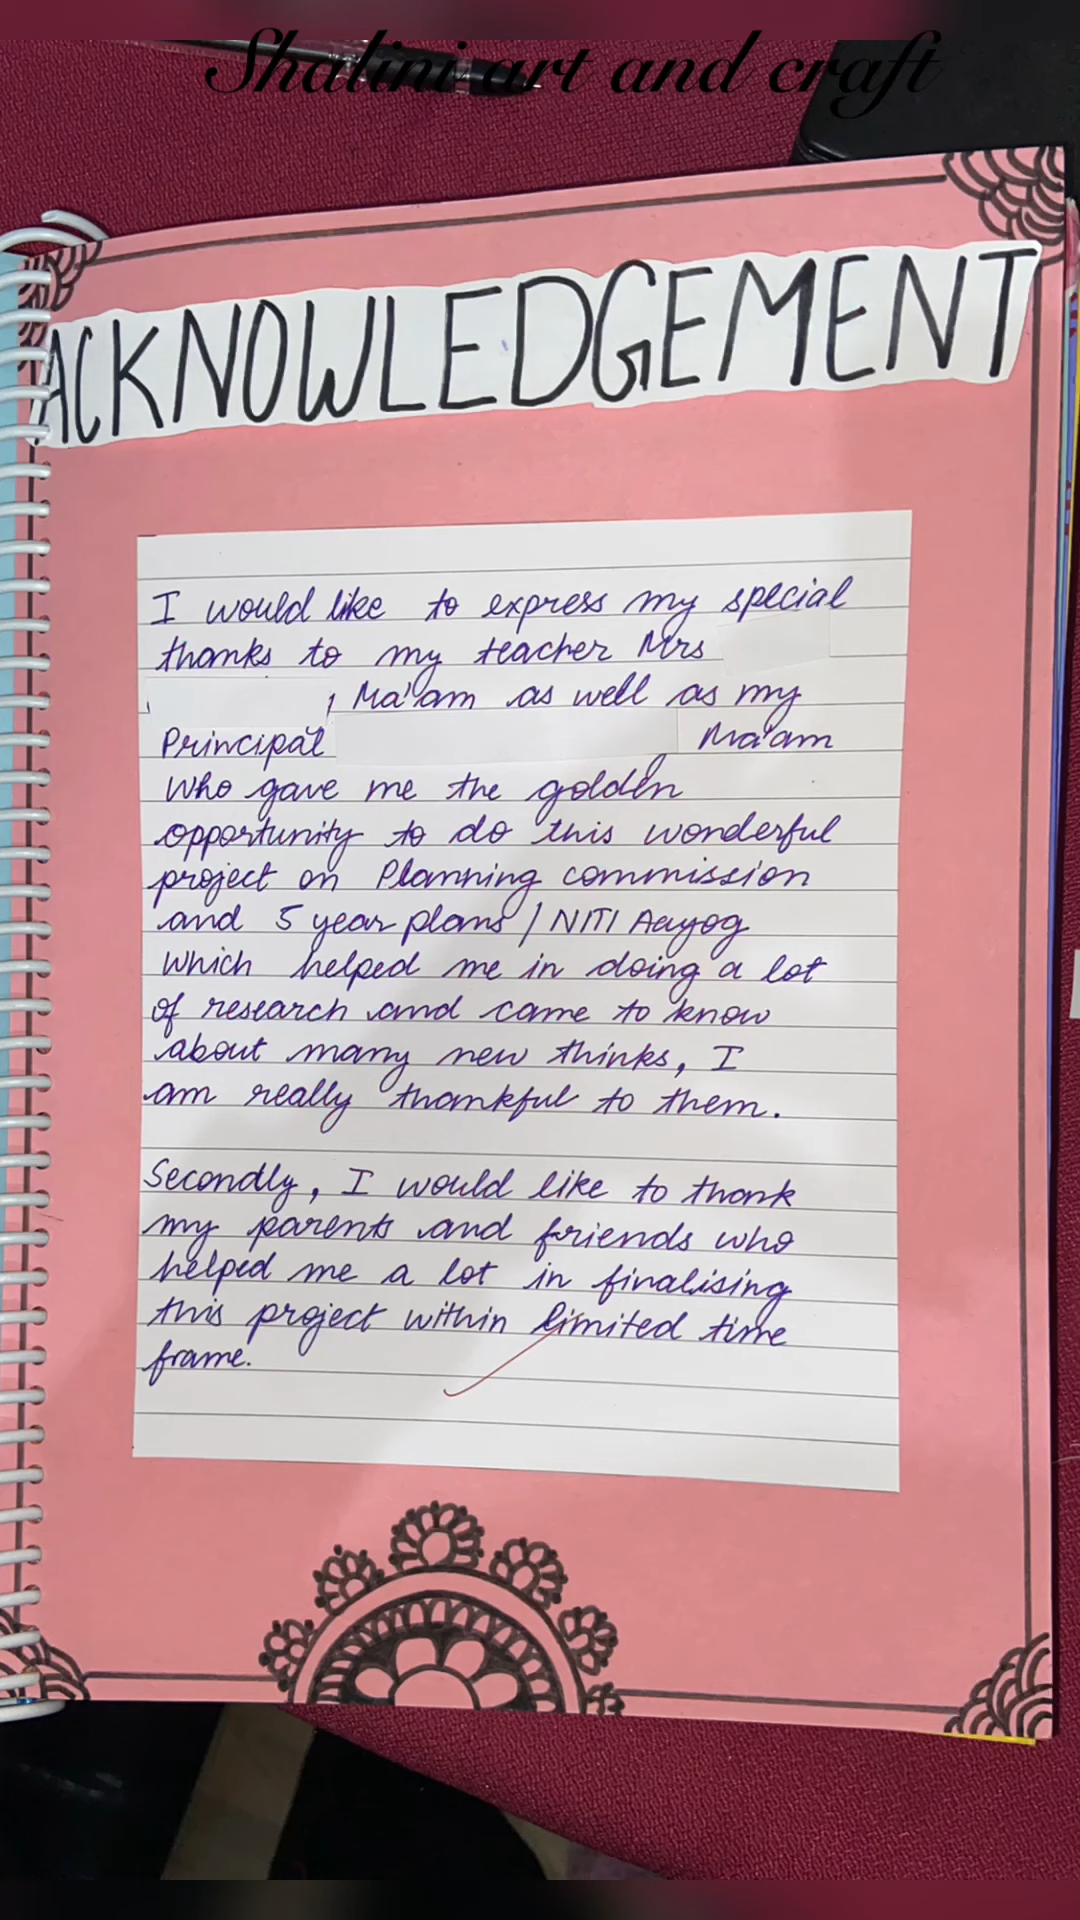 Shalini art and craft
ACKNOWLEDGEMENT
I would like to express my special
thanks to my teacher Mrs
, Ma'am as well as my
Principal Ma'am
who gave me the golden
opportunity to do this wonderful
project on Planning commission
and 5 year plans / NITI Aayog
which helped me in doing a lot
of research and came to know
about many new thinks, I
am really thankful to them.
Secondly, I would like to thank
my parents and friends who
helped me a lot in finalising
this project within limited time
frame.